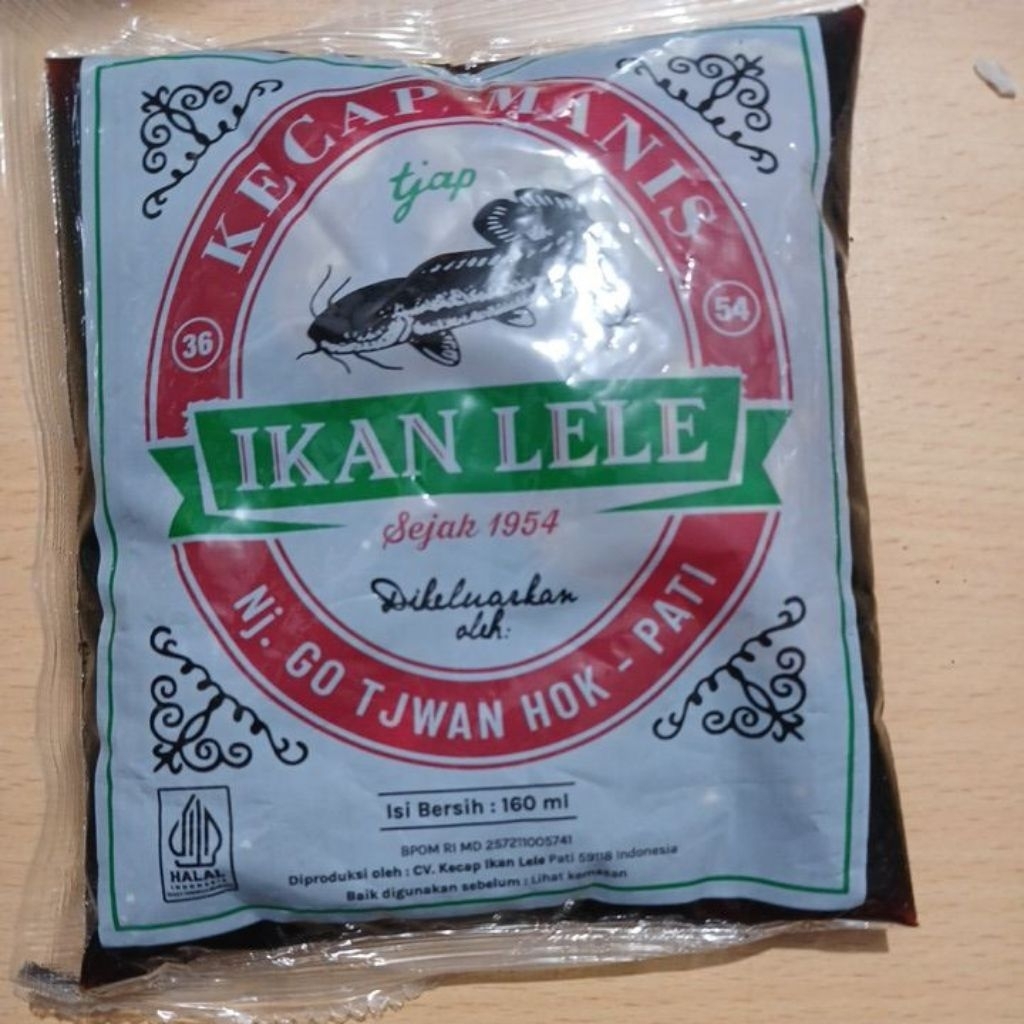 KECAP MANIS
tjap
36
54
IKAN LELE
Sejak 1954
Dikeluarkan
oleh:
Nj. GO TJWAN HOK - PATI
Isi Bersih : 160 ml
BPOM RI MD 257211005741
Diproduksi oleh : CV. Kecap Ikan Lele Pati 59118 Indonesia
Baik digunakan sebelum : Lihat kemasan
HALAL
INDONESIA